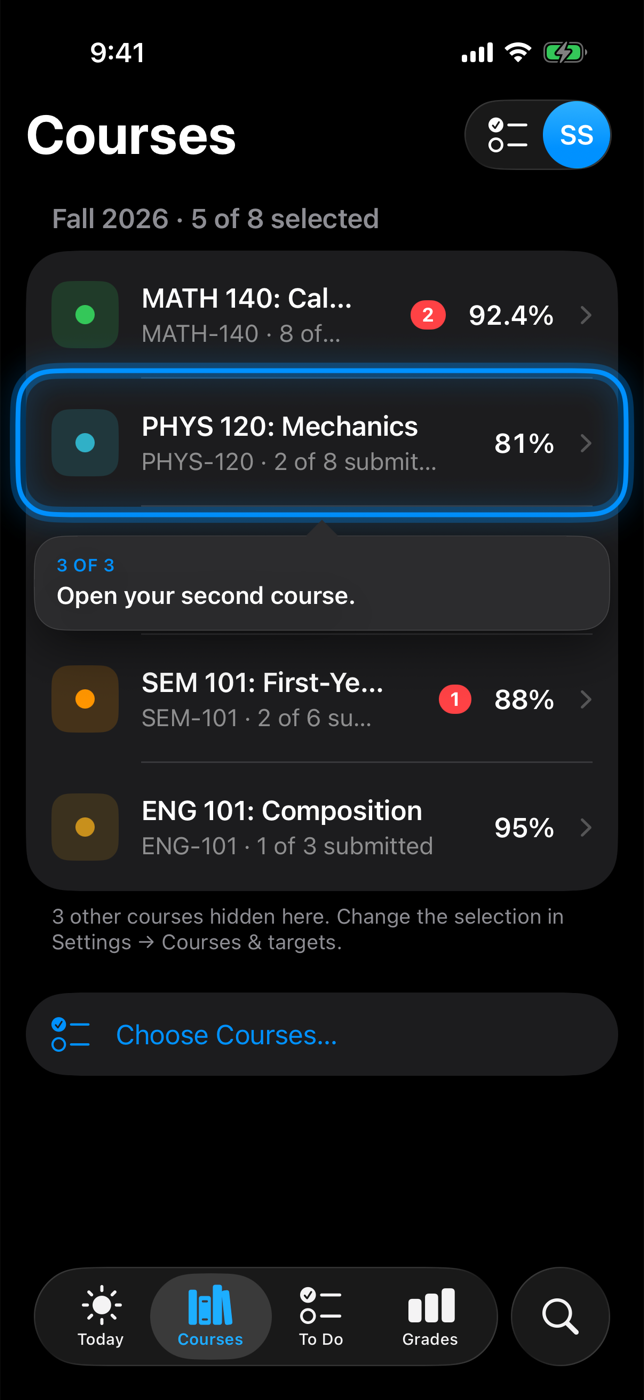 9:41
Courses
SS
Fall 2026 · 5 of 8 selected
MATH 140: Cal...
MATH-140 · 8 of...
2
92.4%
PHYS 120: Mechanics
PHYS-120 · 2 of 8 submit...
81%
3 OF 3
Open your second course.
SEM 101: First-Ye...
SEM-101 · 2 of 6 su...
1
88%
ENG 101: Composition
ENG-101 · 1 of 3 submitted
95%
3 other courses hidden here. Change the selection in
Settings → Courses & targets.
Choose Courses...
Today
Courses
To Do
Grades